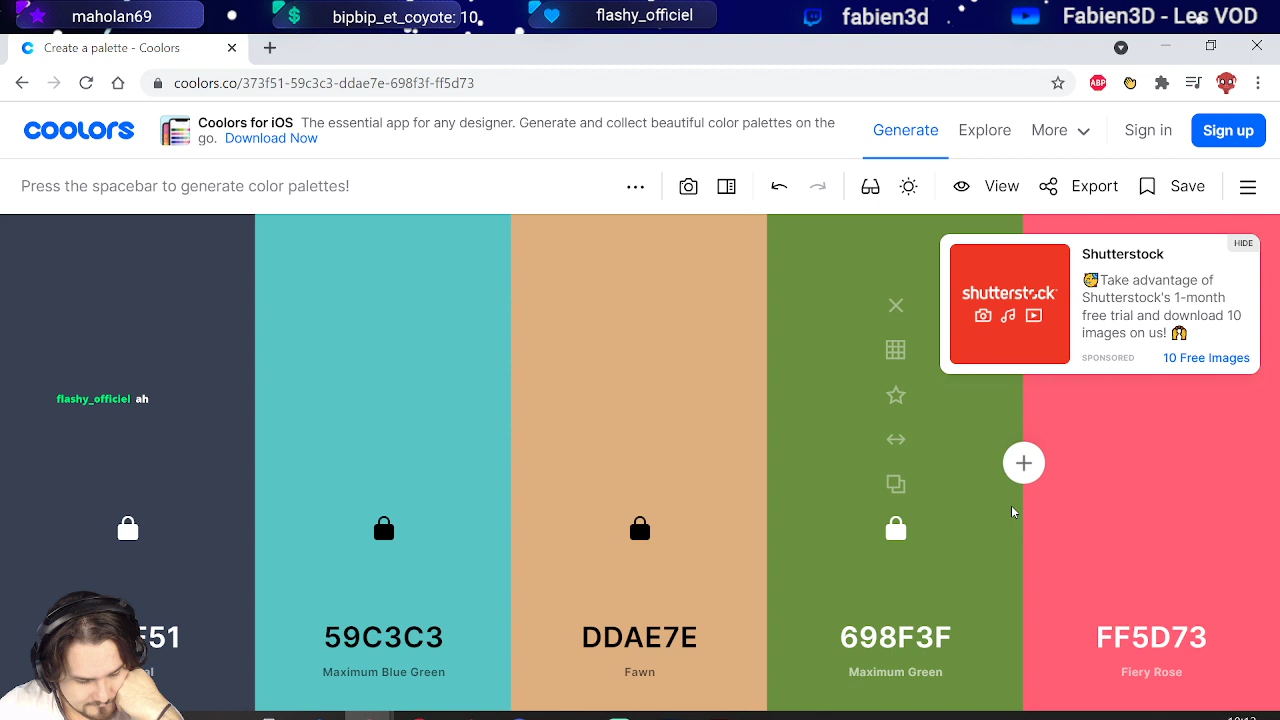 maholan69
bipbip_et_coyote: 10
flashy_officiel
fabien3d
Fabien3D - Les VOD
Create a palette - Coolors
coolors.co/373f51-59c3c3-ddae7e-698f3f-ff5d73
ABP
coolors
Coolors for iOS The essential app for any designer. Generate and collect beautiful color palettes on the
go. Download Now
Generate
Explore
More
Sign in
Sign up
Press the spacebar to generate color palettes!
View
Export
Save
HIDE
Shutterstock
shutterstock
Take advantage of
Shutterstock's 1-month
free trial and download 10
images on us!
SPONSORED
10 Free Images
flashy_officiel ah
F51
59C3C3
DDAE7E
698F3F
FF5D73
Maximum Blue Green
Fawn
Maximum Green
Fiery Rose